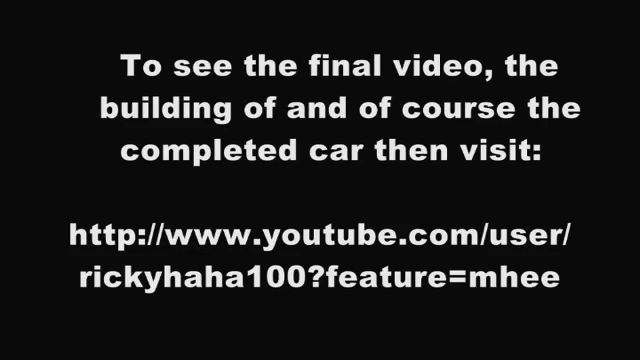 To see the final video, the
building of and of course the
completed car then visit:
http://www.youtube.com/user/
rickyhaha100?feature=mhee